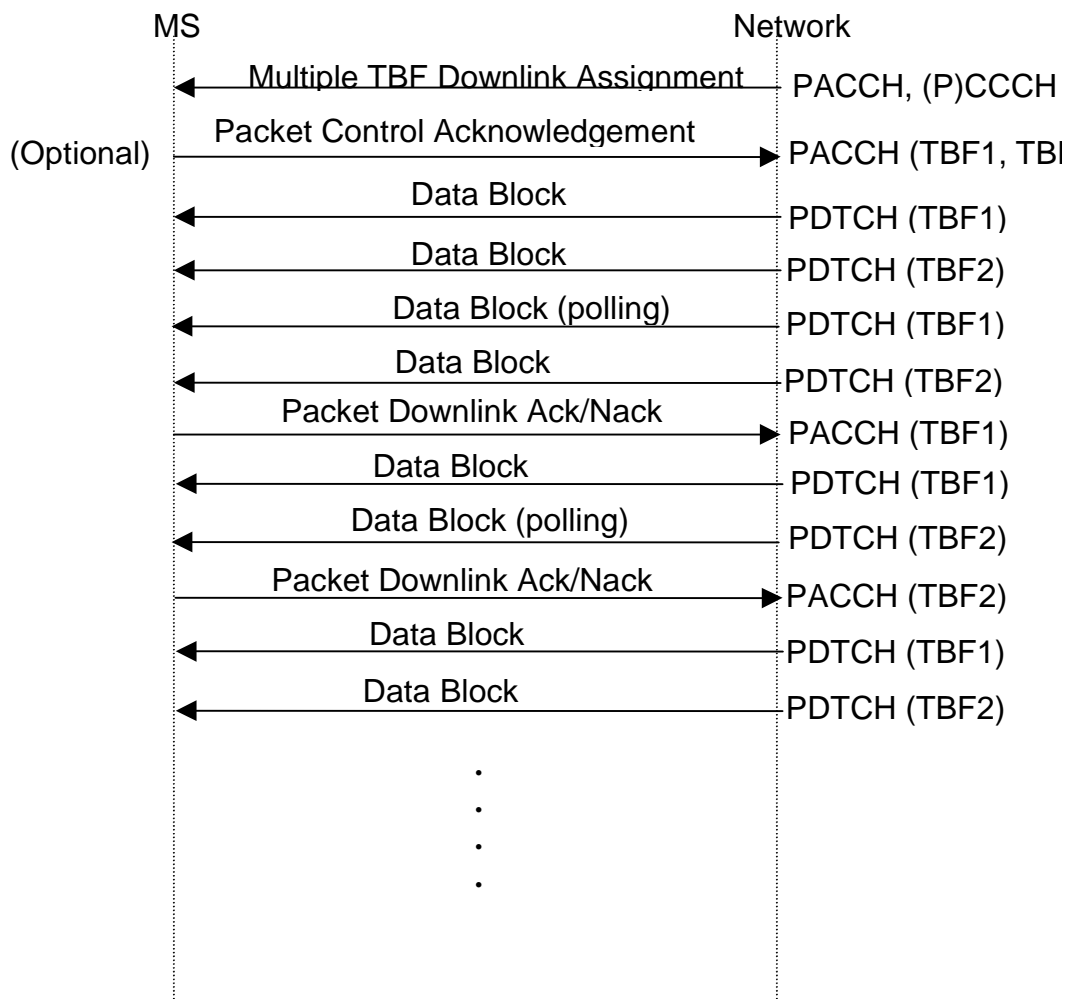 MS Network
Multiple TBF Downlink Assignment PACCH, (P)CCCH
(Optional) Packet Control Acknowledgement PACCH (TBF1,
Data Block PDTCH (TBF1)
Data Block PDTCH (TBF2)
Data Block (polling) PDTCH (TBF1)
Data Block PDTCH (TBF2)
Packet Downlink Ack/Nack PACCH (TBF1)
Data Block PDTCH (TBF1)
Data Block (polling) PDTCH (TBF2)
Packet Downlink Ack/Nack PACCH (TBF2)
Data Block PDTCH (TBF1)
Data Block PDTCH (TBF2)